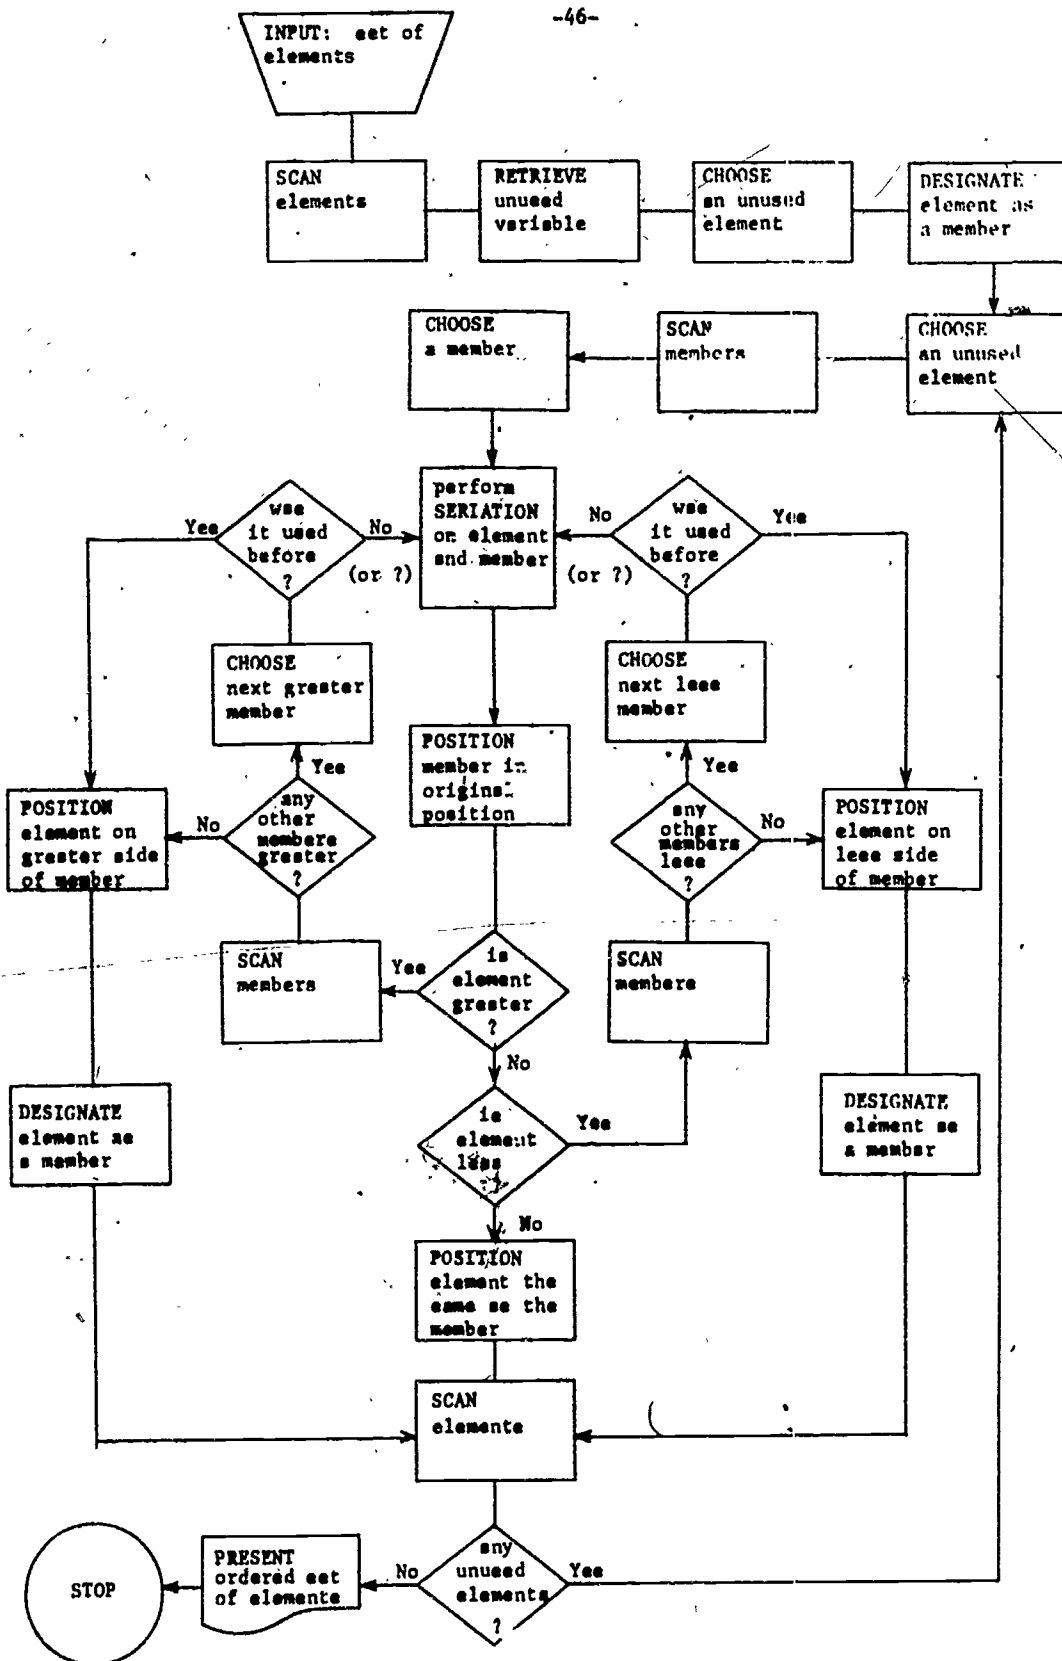 -46-
INPUT: set of
elements
SCAN
elements
RETRIEVE
unused
variable
CHOOSE
an unused
element
DESIGNATE
element as
a member
CHOOSE
a member
SCAN
members
CHOOSE
an unused
element
Yes
was
it used
before
?
No
(or ?)
perform
SERIATION
on element
and member
No
(or ?)
was
it used
before
?
Yes
CHOOSE
next greater
member
CHOOSE
next less
member
Yes
POSITION
member in
original
position
Yes
POSITION
element on
greater side
of member
No
any
other
members
greater
?
any
other
members
less
?
No
POSITION
element on
less side
of member
SCAN
members
Yes
is
element
greater
?
SCAN
members
No
DESIGNATE
element as
a member
is
element
less
Yes
DESIGNATE
element as
a member
No
POSITION
element the
same as the
member
SCAN
elements
STOP
PRESENT
ordered set
of elements
No
any
unused
elements
?
Yes